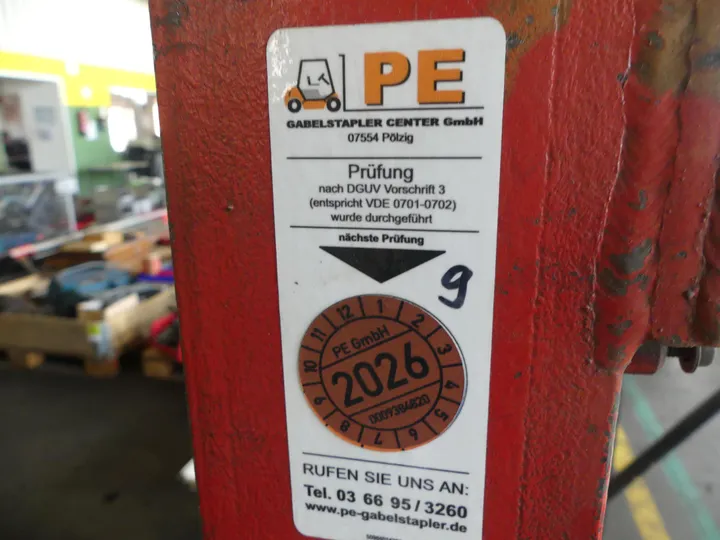 PE
GABELSTAPLER CENTER GmbH
07554 Pölzig
Prüfung
nach DGUV Vorschrift 3
(entspricht VDE 0701-0702)
wurde durchgeführt
nächste Prüfung
9
1 2 3 4 5 6 7 8 9 10 11 12
PE GmbH
2026
0009384820
RUFEN SIE UNS AN:
Tel. 03 66 95 / 3260
www.pe-gabelstapler.de